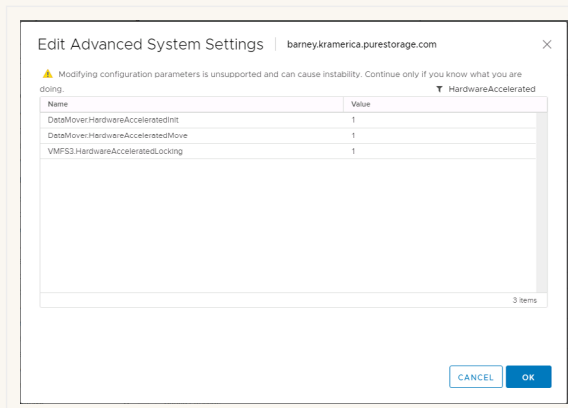 Edit Advanced System Settings | barney.kramerica.purestorage.com
Modifying configuration parameters is unsupported and can cause instability. Continue only if you know what you are
doing.
HardwareAccelerated
Name Value
DataMover.HardwareAcceleratedInit 1
DataMover.HardwareAcceleratedMove 1
VMFS3.HardwareAcceleratedLocking 1
3 items
CANCEL OK